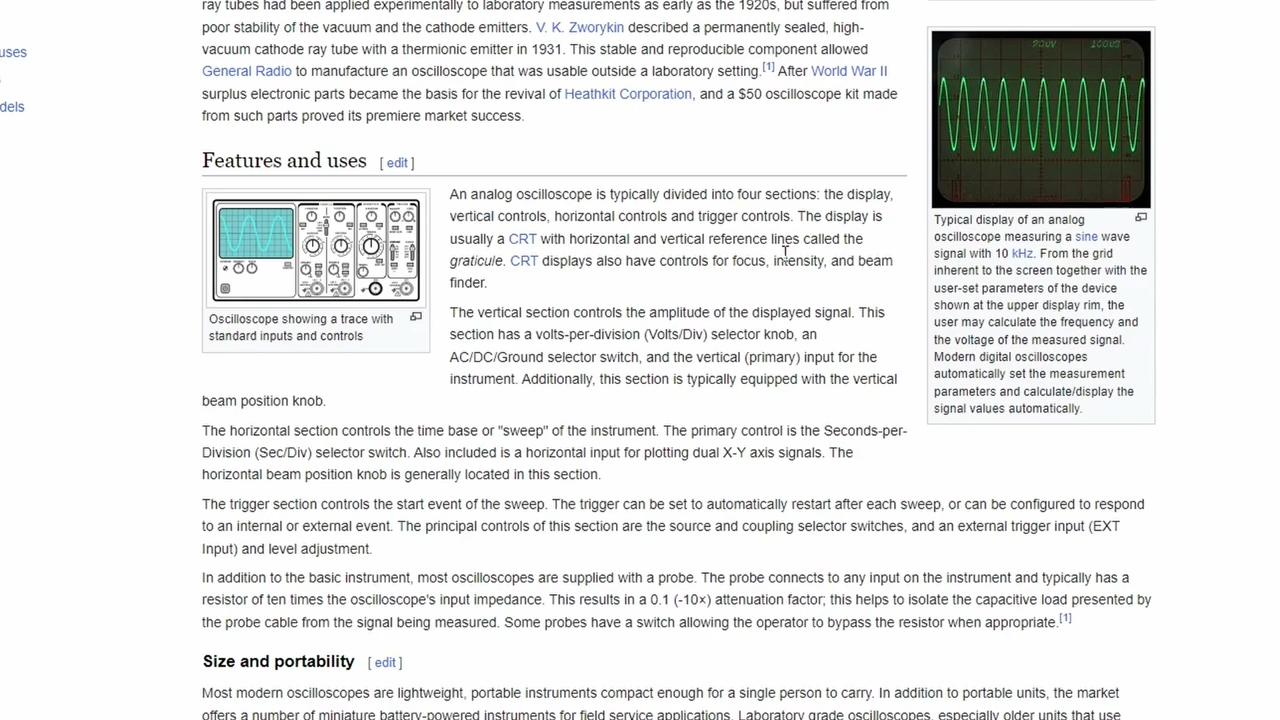 ray tubes had been applied experimentally to laboratory measurements as early as the 1920s, but suffered from
poor stability of the vacuum and the cathode emitters. V. K. Zworykin described a permanently sealed, high-
vacuum cathode ray tube with a thermionic emitter in 1931. This stable and reproducible component allowed
General Radio to manufacture an oscilloscope that was usable outside a laboratory setting.[1] After World War II
surplus electronic parts became the basis for the revival of Heathkit Corporation, and a $50 oscilloscope kit made
from such parts proved its premiere market success.
uses
dels
Features and uses [ edit ]
Oscilloscope showing a trace with
standard inputs and controls
An analog oscilloscope is typically divided into four sections: the display,
vertical controls, horizontal controls and trigger controls. The display is
usually a CRT with horizontal and vertical reference lines called the
graticule. CRT displays also have controls for focus, intensity, and beam
finder.
The vertical section controls the amplitude of the displayed signal. This
section has a volts-per-division (Volts/Div) selector knob, an
AC/DC/Ground selector switch, and the vertical (primary) input for the
instrument. Additionally, this section is typically equipped with the vertical
beam position knob.
The horizontal section controls the time base or "sweep" of the instrument. The primary control is the Seconds-per-
Division (Sec/Div) selector switch. Also included is a horizontal input for plotting dual X-Y axis signals. The
horizontal beam position knob is generally located in this section.
The trigger section controls the start event of the sweep. The trigger can be set to automatically restart after each sweep, or can be configured to respond
to an internal or external event. The principal controls of this section are the source and coupling selector switches, and an external trigger input (EXT
Input) and level adjustment.
In addition to the basic instrument, most oscilloscopes are supplied with a probe. The probe connects to any input on the instrument and typically has a
resistor of ten times the oscilloscope's input impedance. This results in a 0.1 (-10×) attenuation factor; this helps to isolate the capacitive load presented by
the probe cable from the signal being measured. Some probes have a switch allowing the operator to bypass the resistor when appropriate.[1]
Size and portability [ edit ]
Most modern oscilloscopes are lightweight, portable instruments compact enough for a single person to carry. In addition to portable units, the market
offers a number of miniature battery-powered instruments for field service applications. Laboratory grade oscilloscopes, especially older units that use
20mV 100uS
Typical display of an analog
oscilloscope measuring a sine wave
signal with 10 kHz. From the grid
inherent to the screen together with the
user-set parameters of the device
shown at the upper display rim, the
user may calculate the frequency and
the voltage of the measured signal.
Modern digital oscilloscopes
automatically set the measurement
parameters and calculate/display the
signal values automatically.